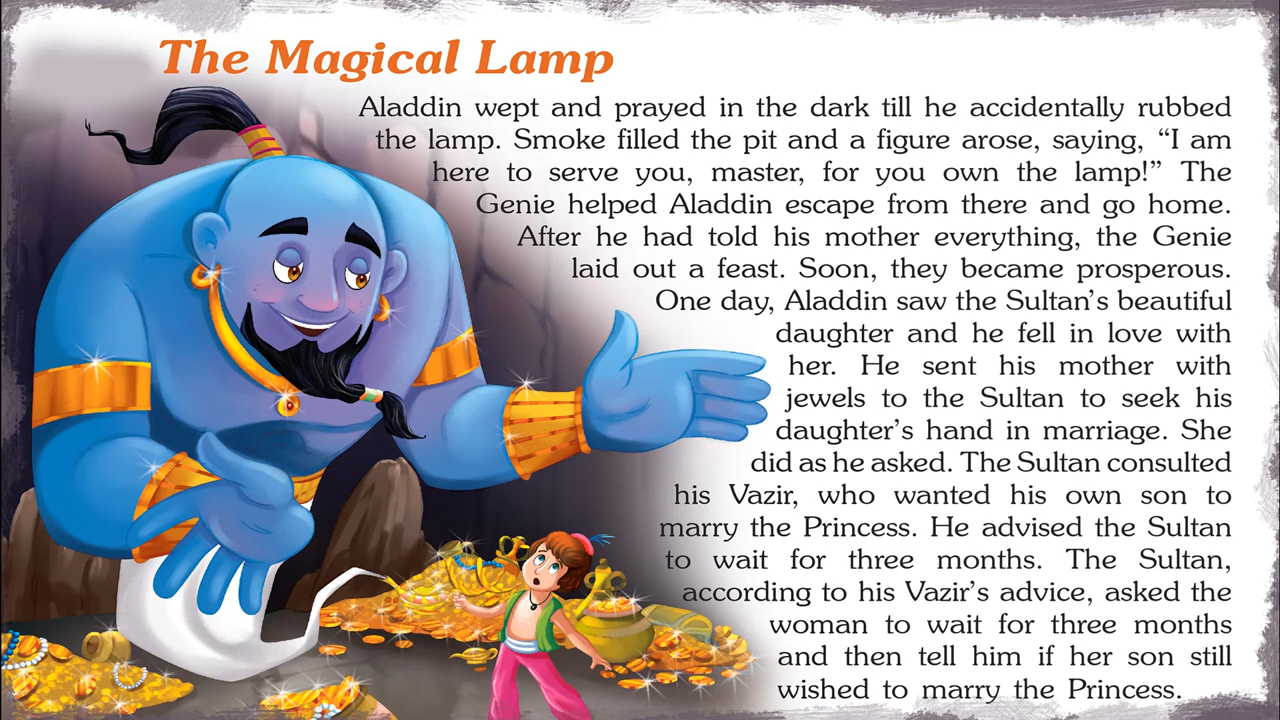 The Magical Lamp
Aladdin wept and prayed in the dark till he accidentally rubbed
the lamp. Smoke filled the pit and a figure arose, saying, “I am
here to serve you, master, for you own the lamp!” The
Genie helped Aladdin escape from there and go home.
After he had told his mother everything, the Genie
laid out a feast. Soon, they became prosperous.
One day, Aladdin saw the Sultan’s beautiful
daughter and he fell in love with
her. He sent his mother with
jewels to the Sultan to seek his
daughter’s hand in marriage. She
did as he asked. The Sultan consulted
his Vazir, who wanted his own son to
marry the Princess. He advised the Sultan
to wait for three months. The Sultan,
according to his Vazir’s advice, asked the
woman to wait for three months
and then tell him if her son still
wished to marry the Princess.